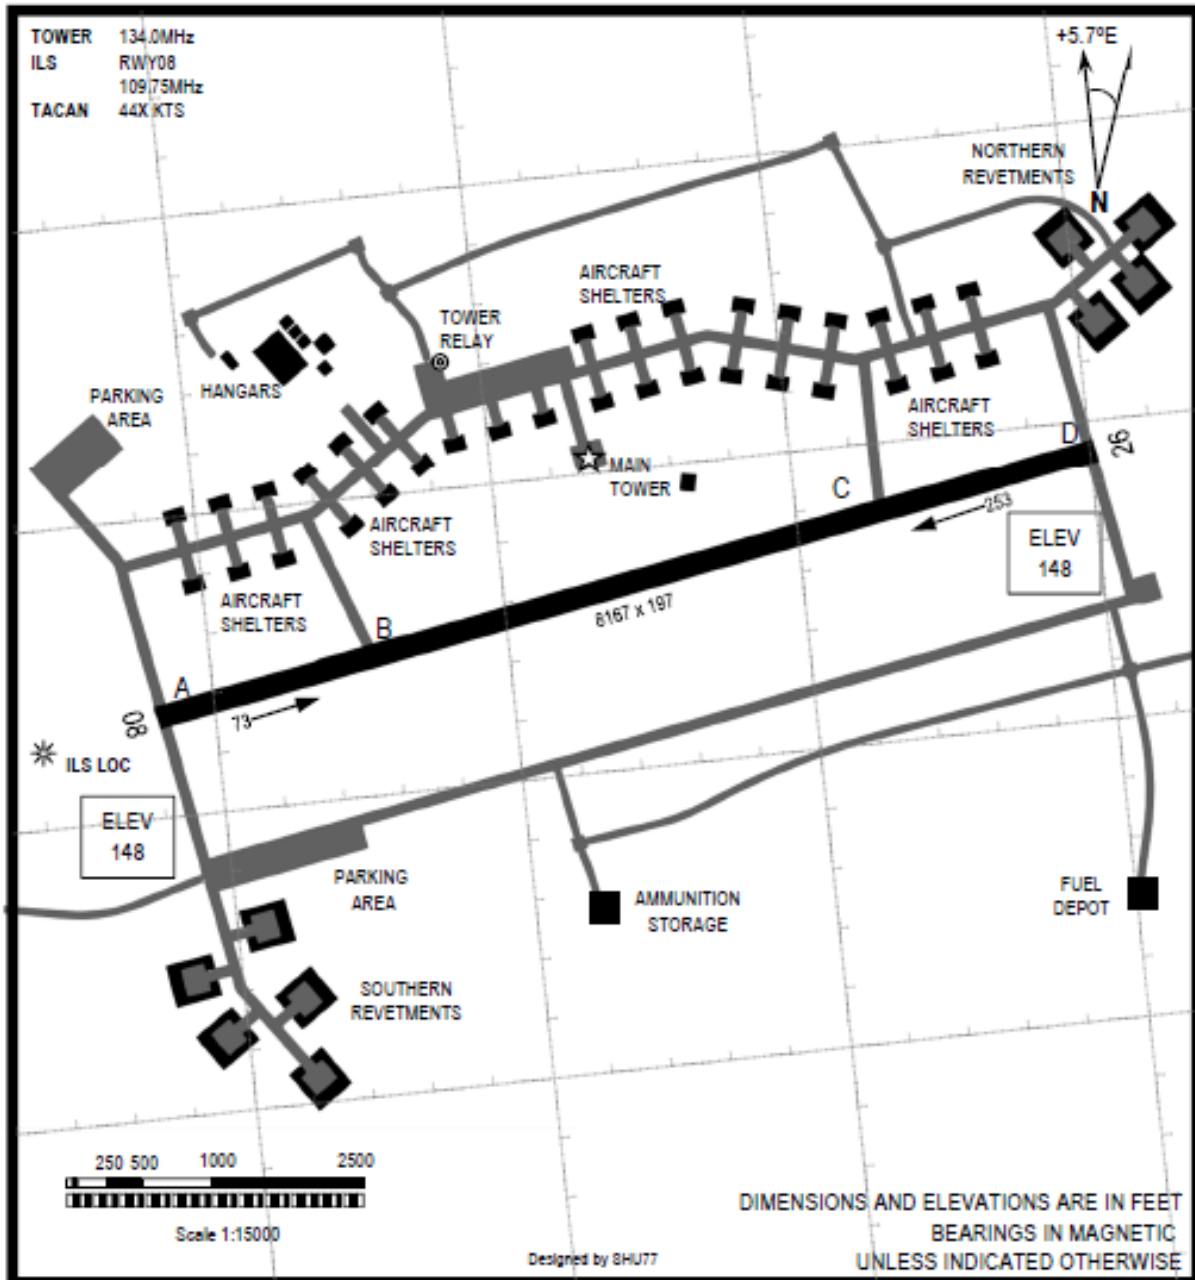 TOWER 134.0MHz
ILS RWY08
109.75MHz
TACAN 44X KTS
+5.7ºE
N
NORTHERN
REVETMENTS
AIRCRAFT
SHELTERS
TOWER
RELAY
HANGARS
PARKING
AREA
AIRCRAFT
SHELTERS
D
26
MAIN
TOWER
C
253
AIRCRAFT
SHELTERS
ELEV
148
AIRCRAFT
SHELTERS
8167 x 197
B
A
73
08
ILS LOC
ELEV
148
PARKING
AREA
AMMUNITION
STORAGE
FUEL
DEPOT
SOUTHERN
REVETMENTS
250 500 1000 2500
Scale 1:15000
Designed by SHU77
DIMENSIONS AND ELEVATIONS ARE IN FEET
BEARINGS IN MAGNETIC
UNLESS INDICATED OTHERWISE